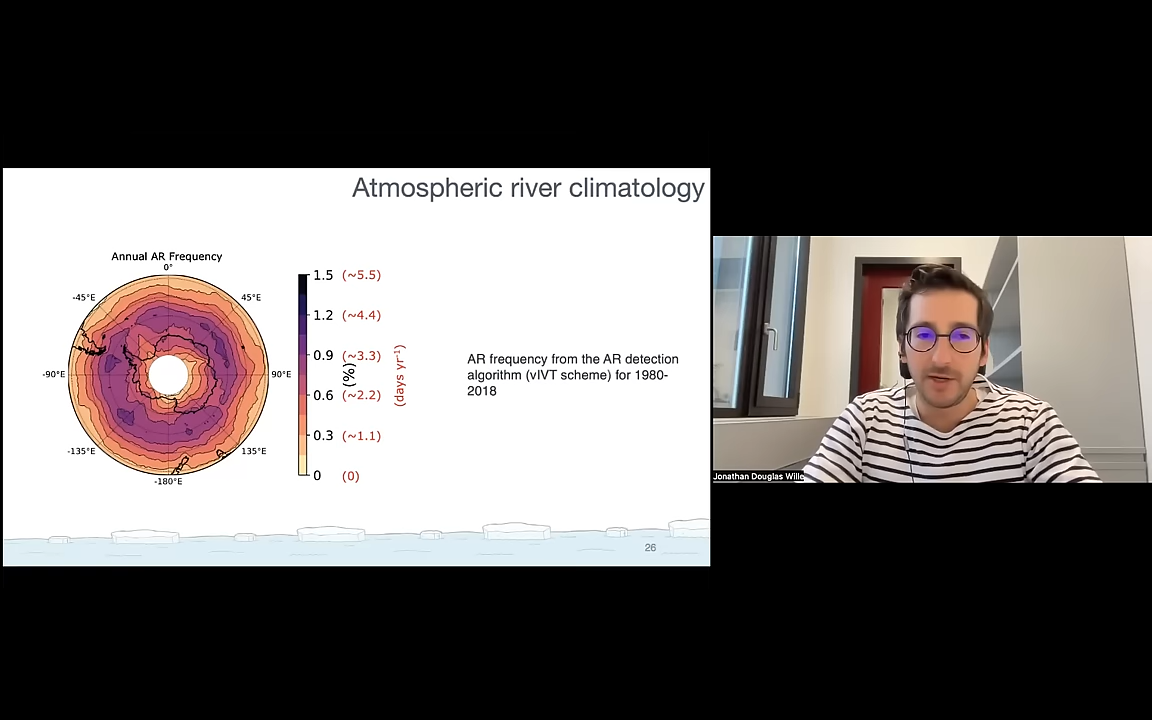 Atmospheric river climatology
Annual AR Frequency
0°
-45°E
45°E
-90°E
90°E
-135°E
135°E
-180°E
1.5 (~5.5)
1.2 (~4.4)
0.9 (~3.3)
0.6 (~2.2)
0.3 (~1.1)
0 (0)
(%)
(days yr⁻¹)
AR frequency from the AR detection
algorithm (vIVT scheme) for 1980-
2018
26
Jonathan Douglas Wille